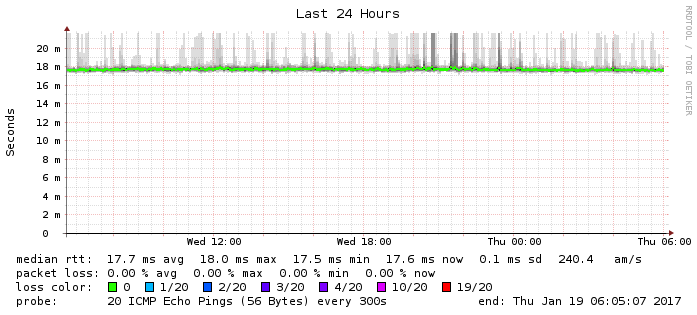 Last 24 Hours
RRDTOOL / TOBI OETIKER
Seconds
20 m
18 m
16 m
14 m
12 m
10 m
8 m
6 m
4 m
2 m
0
Wed 12:00 Wed 18:00 Thu 00:00 Thu 06:00
median rtt: 17.7 ms avg 18.0 ms max 17.5 ms min 17.6 ms now 0.1 ms sd 240.4 am/s
packet loss: 0.00 % avg 0.00 % max 0.00 % min 0.00 % now
loss color: 0 1/20 2/20 3/20 4/20 10/20 19/20
probe: 20 ICMP Echo Pings (56 Bytes) every 300s end: Thu Jan 19 06:05:07 2017